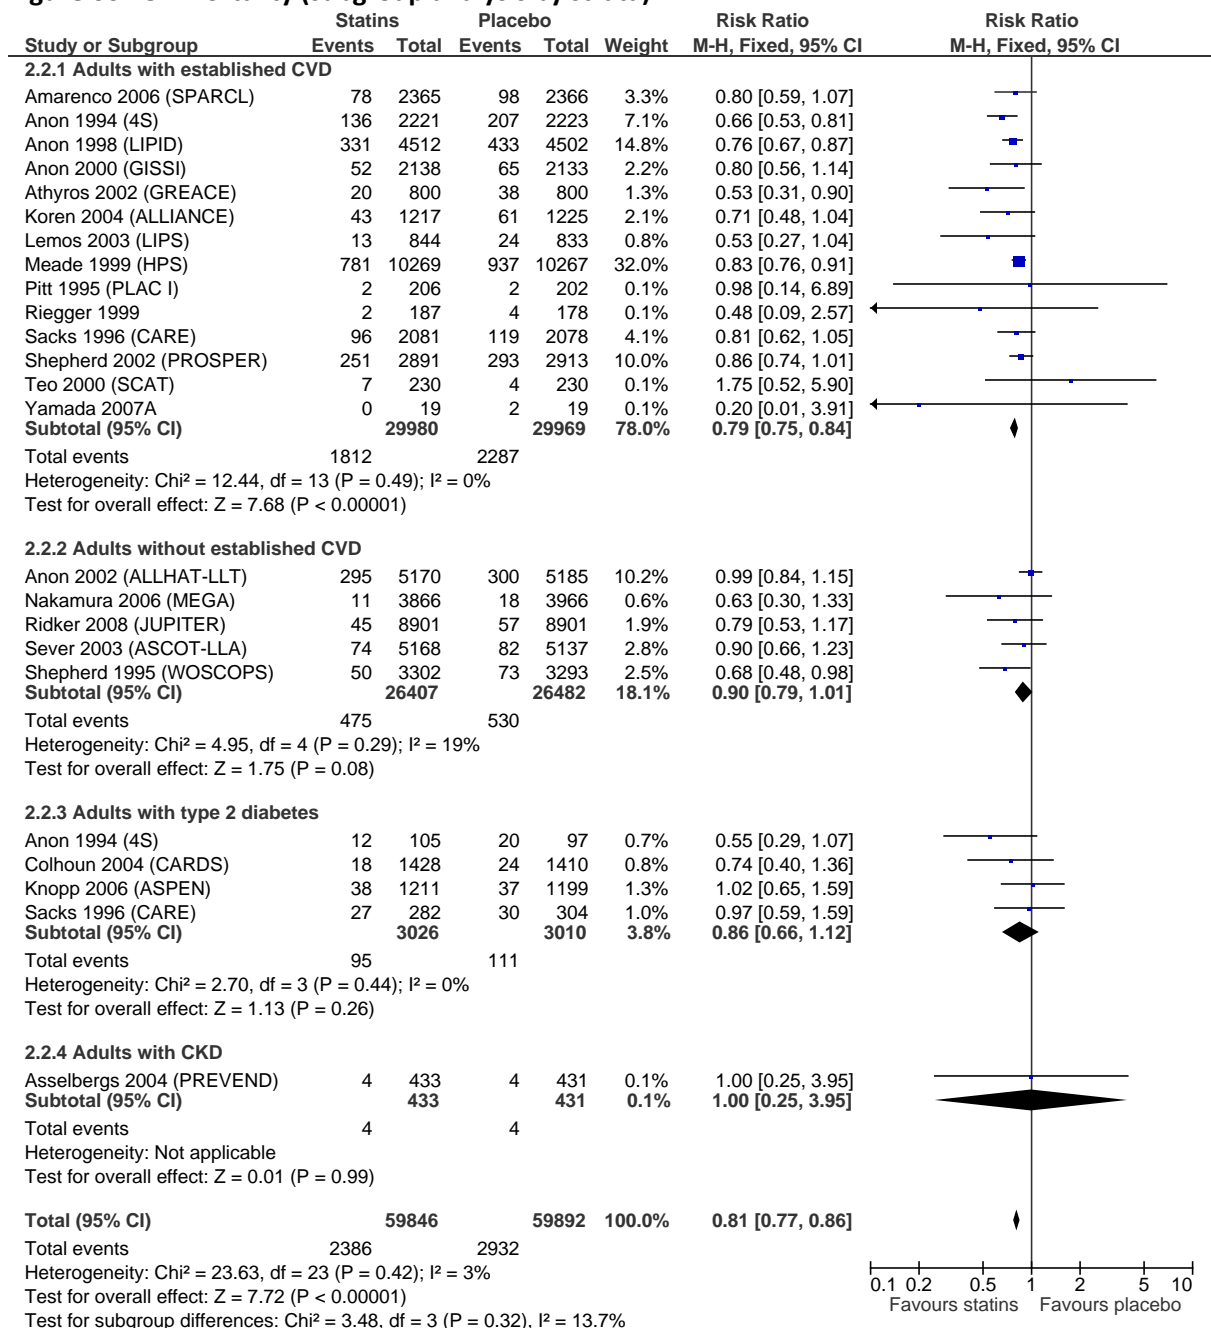 Statins Placebo Risk Ratio Risk Ratio
Study or Subgroup Events Total Events Total Weight M-H, Fixed, 95% CI M-H, Fixed, 95% CI
2.2.1 Adults with established CVD
Amarenco 2006 (SPARCL) 78 2365 98 2366 3.3% 0.80 [0.59, 1.07]
Anon 1994 (4S) 136 2221 207 2223 7.1% 0.66 [0.53, 0.81]
Anon 1998 (LIPID) 331 4512 433 4502 14.8% 0.76 [0.67, 0.87]
Anon 2000 (GISSI) 52 2138 65 2133 2.2% 0.80 [0.56, 1.14]
Athyros 2002 (GREACE) 20 800 38 800 1.3% 0.53 [0.31, 0.90]
Koren 2004 (ALLIANCE) 43 1217 61 1225 2.1% 0.71 [0.48, 1.04]
Lemos 2003 (LIPS) 13 844 24 833 0.8% 0.53 [0.27, 1.04]
Meade 1999 (HPS) 781 10269 937 10267 32.0% 0.83 [0.76, 0.91]
Pitt 1995 (PLAC I) 2 206 2 202 0.1% 0.98 [0.14, 6.89]
Riegger 1999 2 187 4 178 0.1% 0.48 [0.09, 2.57]
Sacks 1996 (CARE) 96 2081 119 2078 4.1% 0.81 [0.62, 1.05]
Shepherd 2002 (PROSPER) 251 2891 293 2913 10.0% 0.86 [0.74, 1.01]
Teo 2000 (SCAT) 7 230 4 230 0.1% 1.75 [0.52, 5.90]
Yamada 2007A 0 19 2 19 0.1% 0.20 [0.01, 3.91]
Subtotal (95% CI) 29980 29969 78.0% 0.79 [0.75, 0.84]
Total events 1812 2287
Heterogeneity: Chi² = 12.44, df = 13 (P = 0.49); I² = 0%
Test for overall effect: Z = 7.68 (P < 0.00001)
2.2.2 Adults without established CVD
Anon 2002 (ALLHAT-LLT) 295 5170 300 5185 10.2% 0.99 [0.84, 1.15]
Nakamura 2006 (MEGA) 11 3866 18 3966 0.6% 0.63 [0.30, 1.33]
Ridker 2008 (JUPITER) 45 8901 57 8901 1.9% 0.79 [0.53, 1.17]
Sever 2003 (ASCOT-LLA) 74 5168 82 5137 2.8% 0.90 [0.66, 1.23]
Shepherd 1995 (WOSCOPS) 50 3302 73 3293 2.5% 0.68 [0.48, 0.98]
Subtotal (95% CI) 26407 26482 18.1% 0.90 [0.79, 1.01]
Total events 475 530
Heterogeneity: Chi² = 4.95, df = 4 (P = 0.29); I² = 19%
Test for overall effect: Z = 1.75 (P = 0.08)
2.2.3 Adults with type 2 diabetes
Anon 1994 (4S) 12 105 20 97 0.7% 0.55 [0.29, 1.07]
Colhoun 2004 (CARDS) 18 1428 24 1410 0.8% 0.74 [0.40, 1.36]
Knopp 2006 (ASPEN) 38 1211 37 1199 1.3% 1.02 [0.65, 1.59]
Sacks 1996 (CARE) 27 282 30 304 1.0% 0.97 [0.59, 1.59]
Subtotal (95% CI) 3026 3010 3.8% 0.86 [0.66, 1.12]
Total events 95 111
Heterogeneity: Chi² = 2.70, df = 3 (P = 0.44); I² = 0%
Test for overall effect: Z = 1.13 (P = 0.26)
2.2.4 Adults with CKD
Asselbergs 2004 (PREVEND) 4 433 4 431 0.1% 1.00 [0.25, 3.95]
Subtotal (95% CI) 433 431 0.1% 1.00 [0.25, 3.95]
Total events 4 4
Heterogeneity: Not applicable
Test for overall effect: Z = 0.01 (P = 0.99)
Total (95% CI) 59846 59892 100.0% 0.81 [0.77, 0.86]
Total events 2386 2932
Heterogeneity: Chi² = 23.63, df = 23 (P = 0.42); I² = 3%
Test for overall effect: Z = 7.72 (P < 0.00001)
Test for subgroup differences: Chi² = 3.48, df = 3 (P = 0.32), I² = 13.7%
0.1 0.2 0.5 1 2 5 10
Favours statins Favours placebo